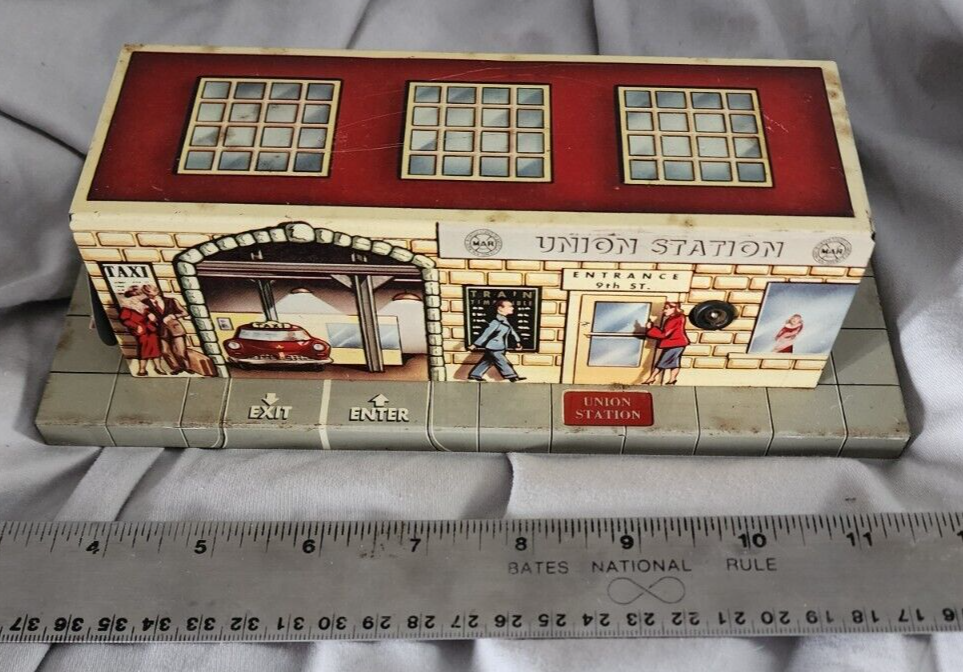 MAR
UNION STATION
MAR
TAXI
ENTRANCE
9th ST.
TRAIN
TIMETABLE
TAXI
EXIT
ENTER
UNION
STATION
4 5 6 7 8 9 10 11
BATES NATIONAL RULE
37 36 35 34 33 32 31 30 29 28 27 26 25 24 23 22 21 20 19 18 17